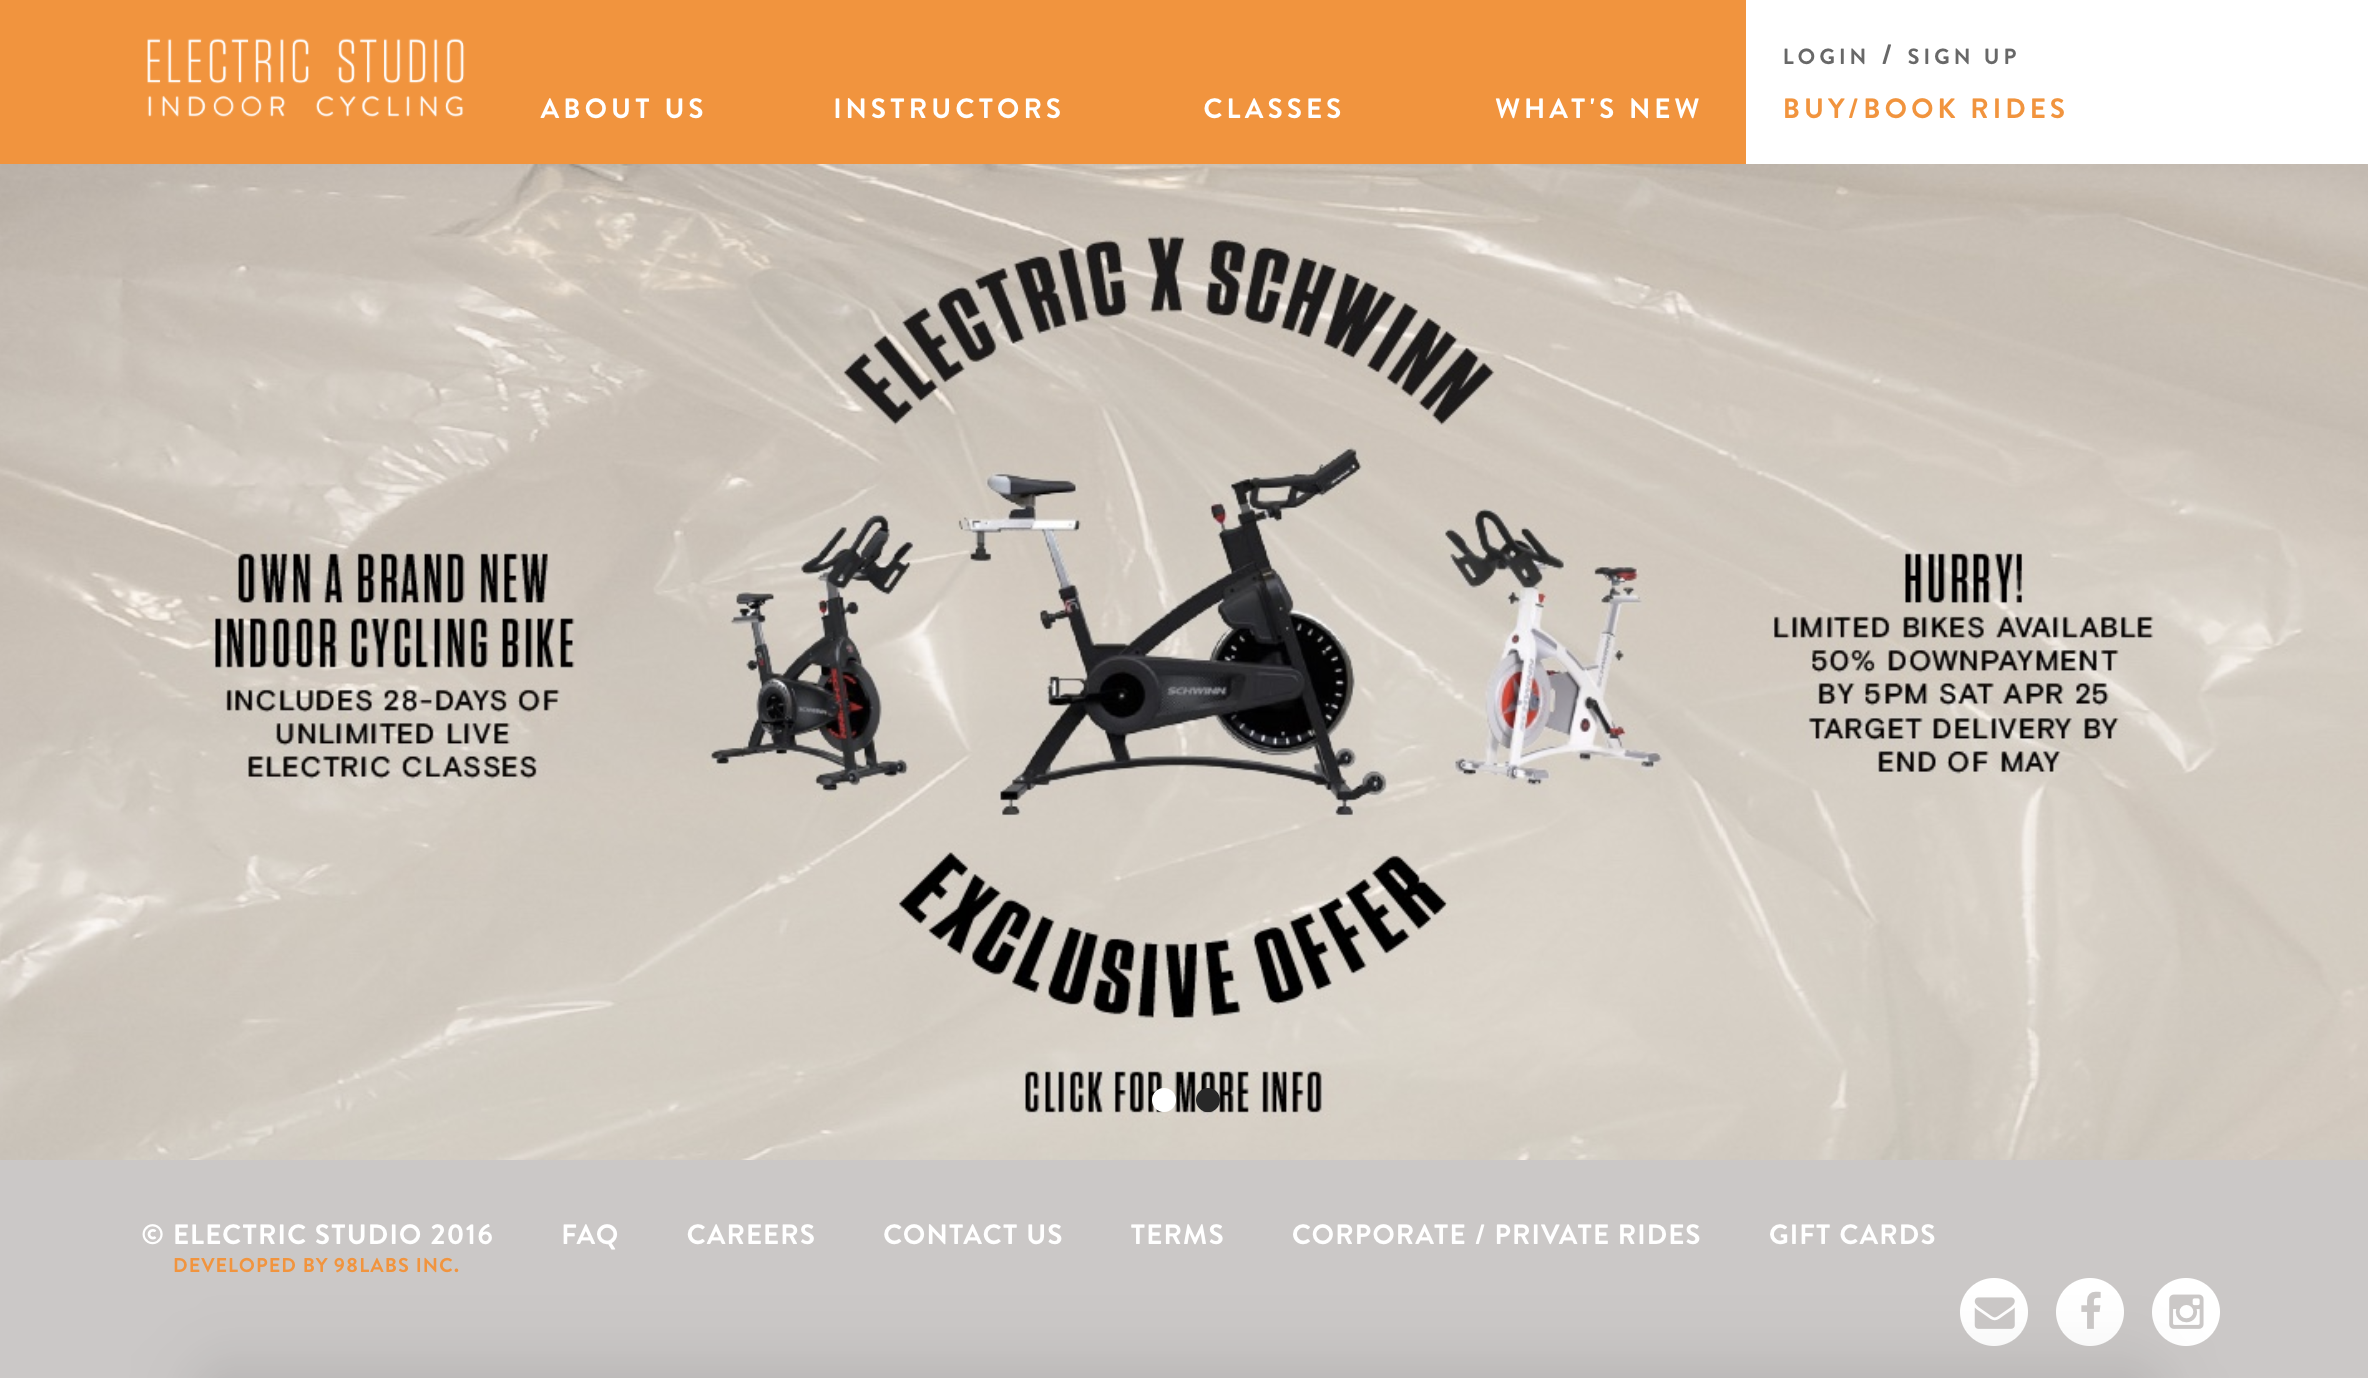 ELECTRIC STUDIO
INDOOR CYCLING
ABOUT US
INSTRUCTORS
CLASSES
WHAT'S NEW
LOGIN / SIGN UP
BUY/BOOK RIDES
ELECTRIC X SCHWINN
OWN A BRAND NEW
INDOOR CYCLING BIKE
INCLUDES 28-DAYS OF
UNLIMITED LIVE
ELECTRIC CLASSES
SCHWINN
SCHWINN
HURRY!
LIMITED BIKES AVAILABLE
50% DOWNPAYMENT
BY 5PM SAT APR 25
TARGET DELIVERY BY
END OF MAY
EXCLUSIVE OFFER
CLICK FOR MORE INFO
© ELECTRIC STUDIO 2016
DEVELOPED BY 98LABS INC.
FAQ
CAREERS
CONTACT US
TERMS
CORPORATE / PRIVATE RIDES
GIFT CARDS